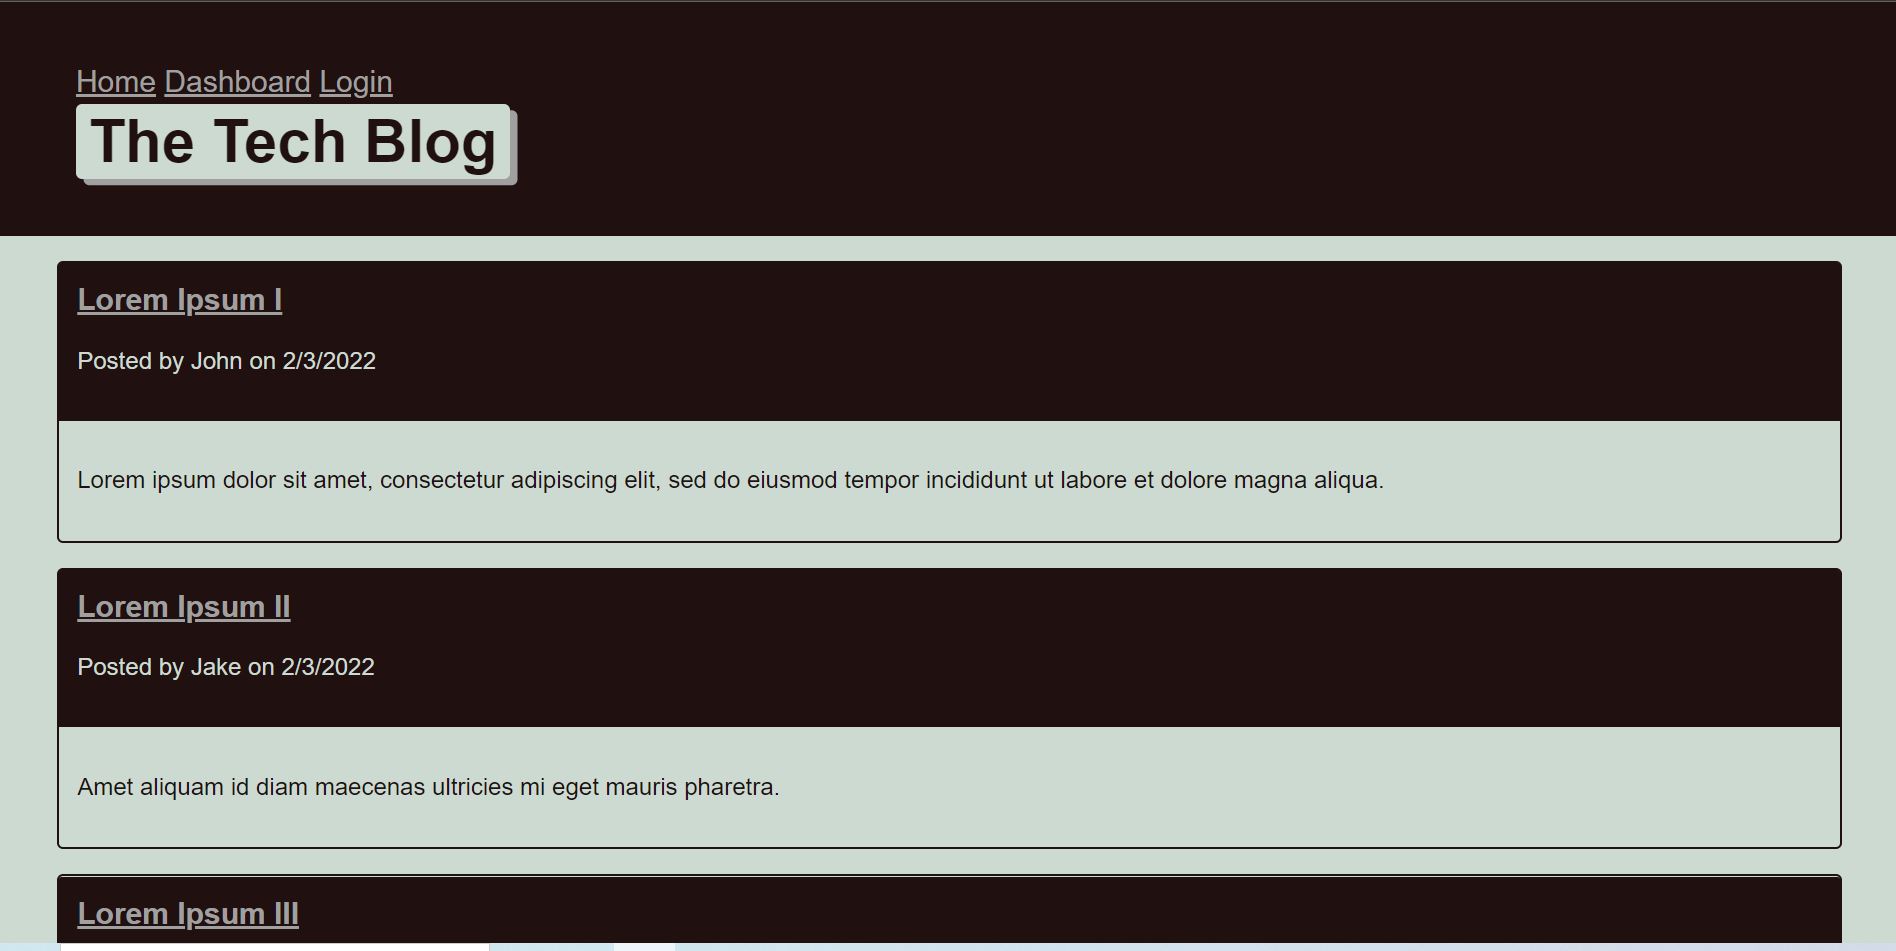 Home Dashboard Login
The Tech Blog
Lorem Ipsum I
Posted by John on 2/3/2022
Lorem ipsum dolor sit amet, consectetur adipiscing elit, sed do eiusmod tempor incididunt ut labore et dolore magna aliqua.
Lorem Ipsum II
Posted by Jake on 2/3/2022
Amet aliquam id diam maecenas ultricies mi eget mauris pharetra.
Lorem Ipsum III